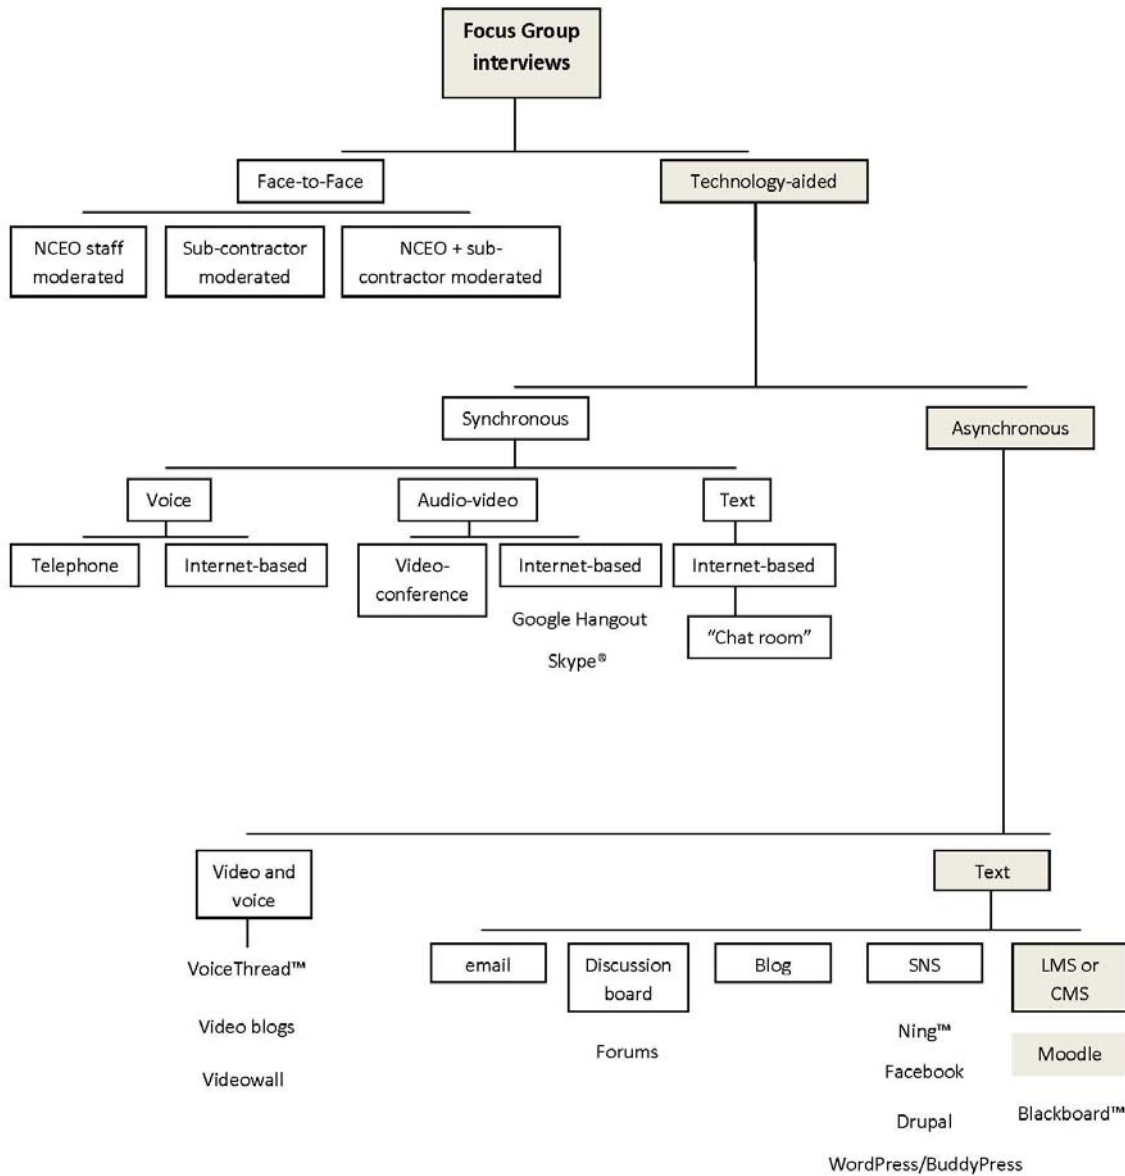 Focus Group
interviews
Face-to-Face
Technology-aided
NCEO staff
moderated
Sub-contractor
moderated
NCEO + sub-
contractor moderated
Synchronous
Asynchronous
Voice
Audio-video
Text
Telephone
Internet-based
Video-
conference
Internet-based
Internet-based
Google Hangout
Skype®
“Chat room”
Video and
voice
Text
VoiceThread™
Video blogs
Videowall
email
Discussion
board
Blog
SNS
LMS or
CMS
Forums
Ning™
Facebook
Drupal
WordPress/BuddyPress
Moodle
Blackboard™